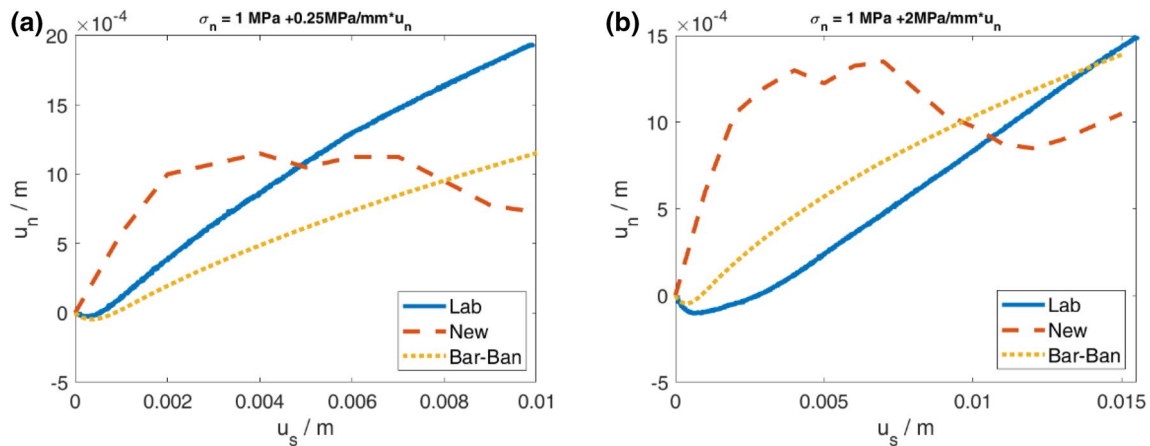 (a)
σn = 1 MPa +0.25MPa/mm*un
×10-4
20
15
10
5
0
-5
un / m
0 0.002 0.004 0.006 0.008 0.01
us / m
Lab
New
Bar-Ban
(b)
σn = 1 MPa +2MPa/mm*un
×10-4
15
10
5
0
-5
un / m
0 0.005 0.01 0.015
us / m
Lab
New
Bar-Ban